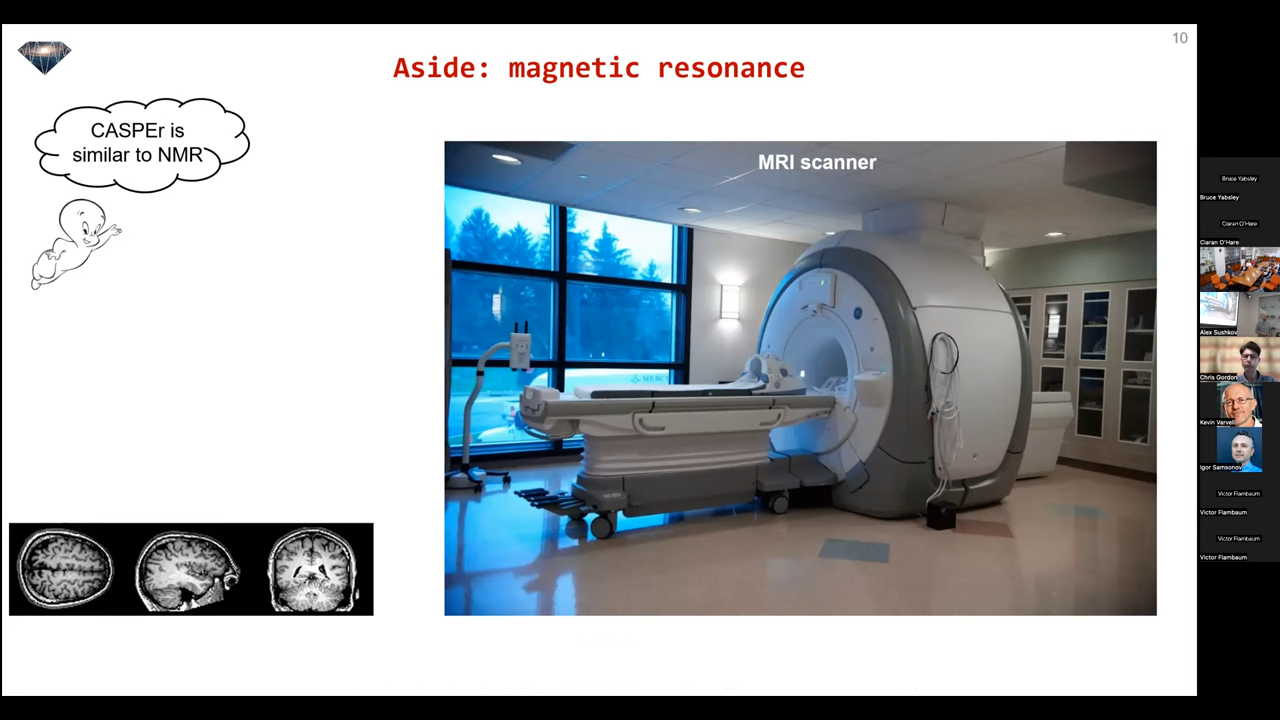 10
Aside: magnetic resonance
CASPEr is
similar to NMR
MRI scanner
Bruce Yabsley
Bruce Yabsley
Ciaran O'Hare
Ciaran O'Hare
Alex Sushkov
Chris Gordon
Kevin Varvell
Igor Samsonov
Victor Flambaum
Victor Flambaum
Victor Flambaum
Victor Flambaum